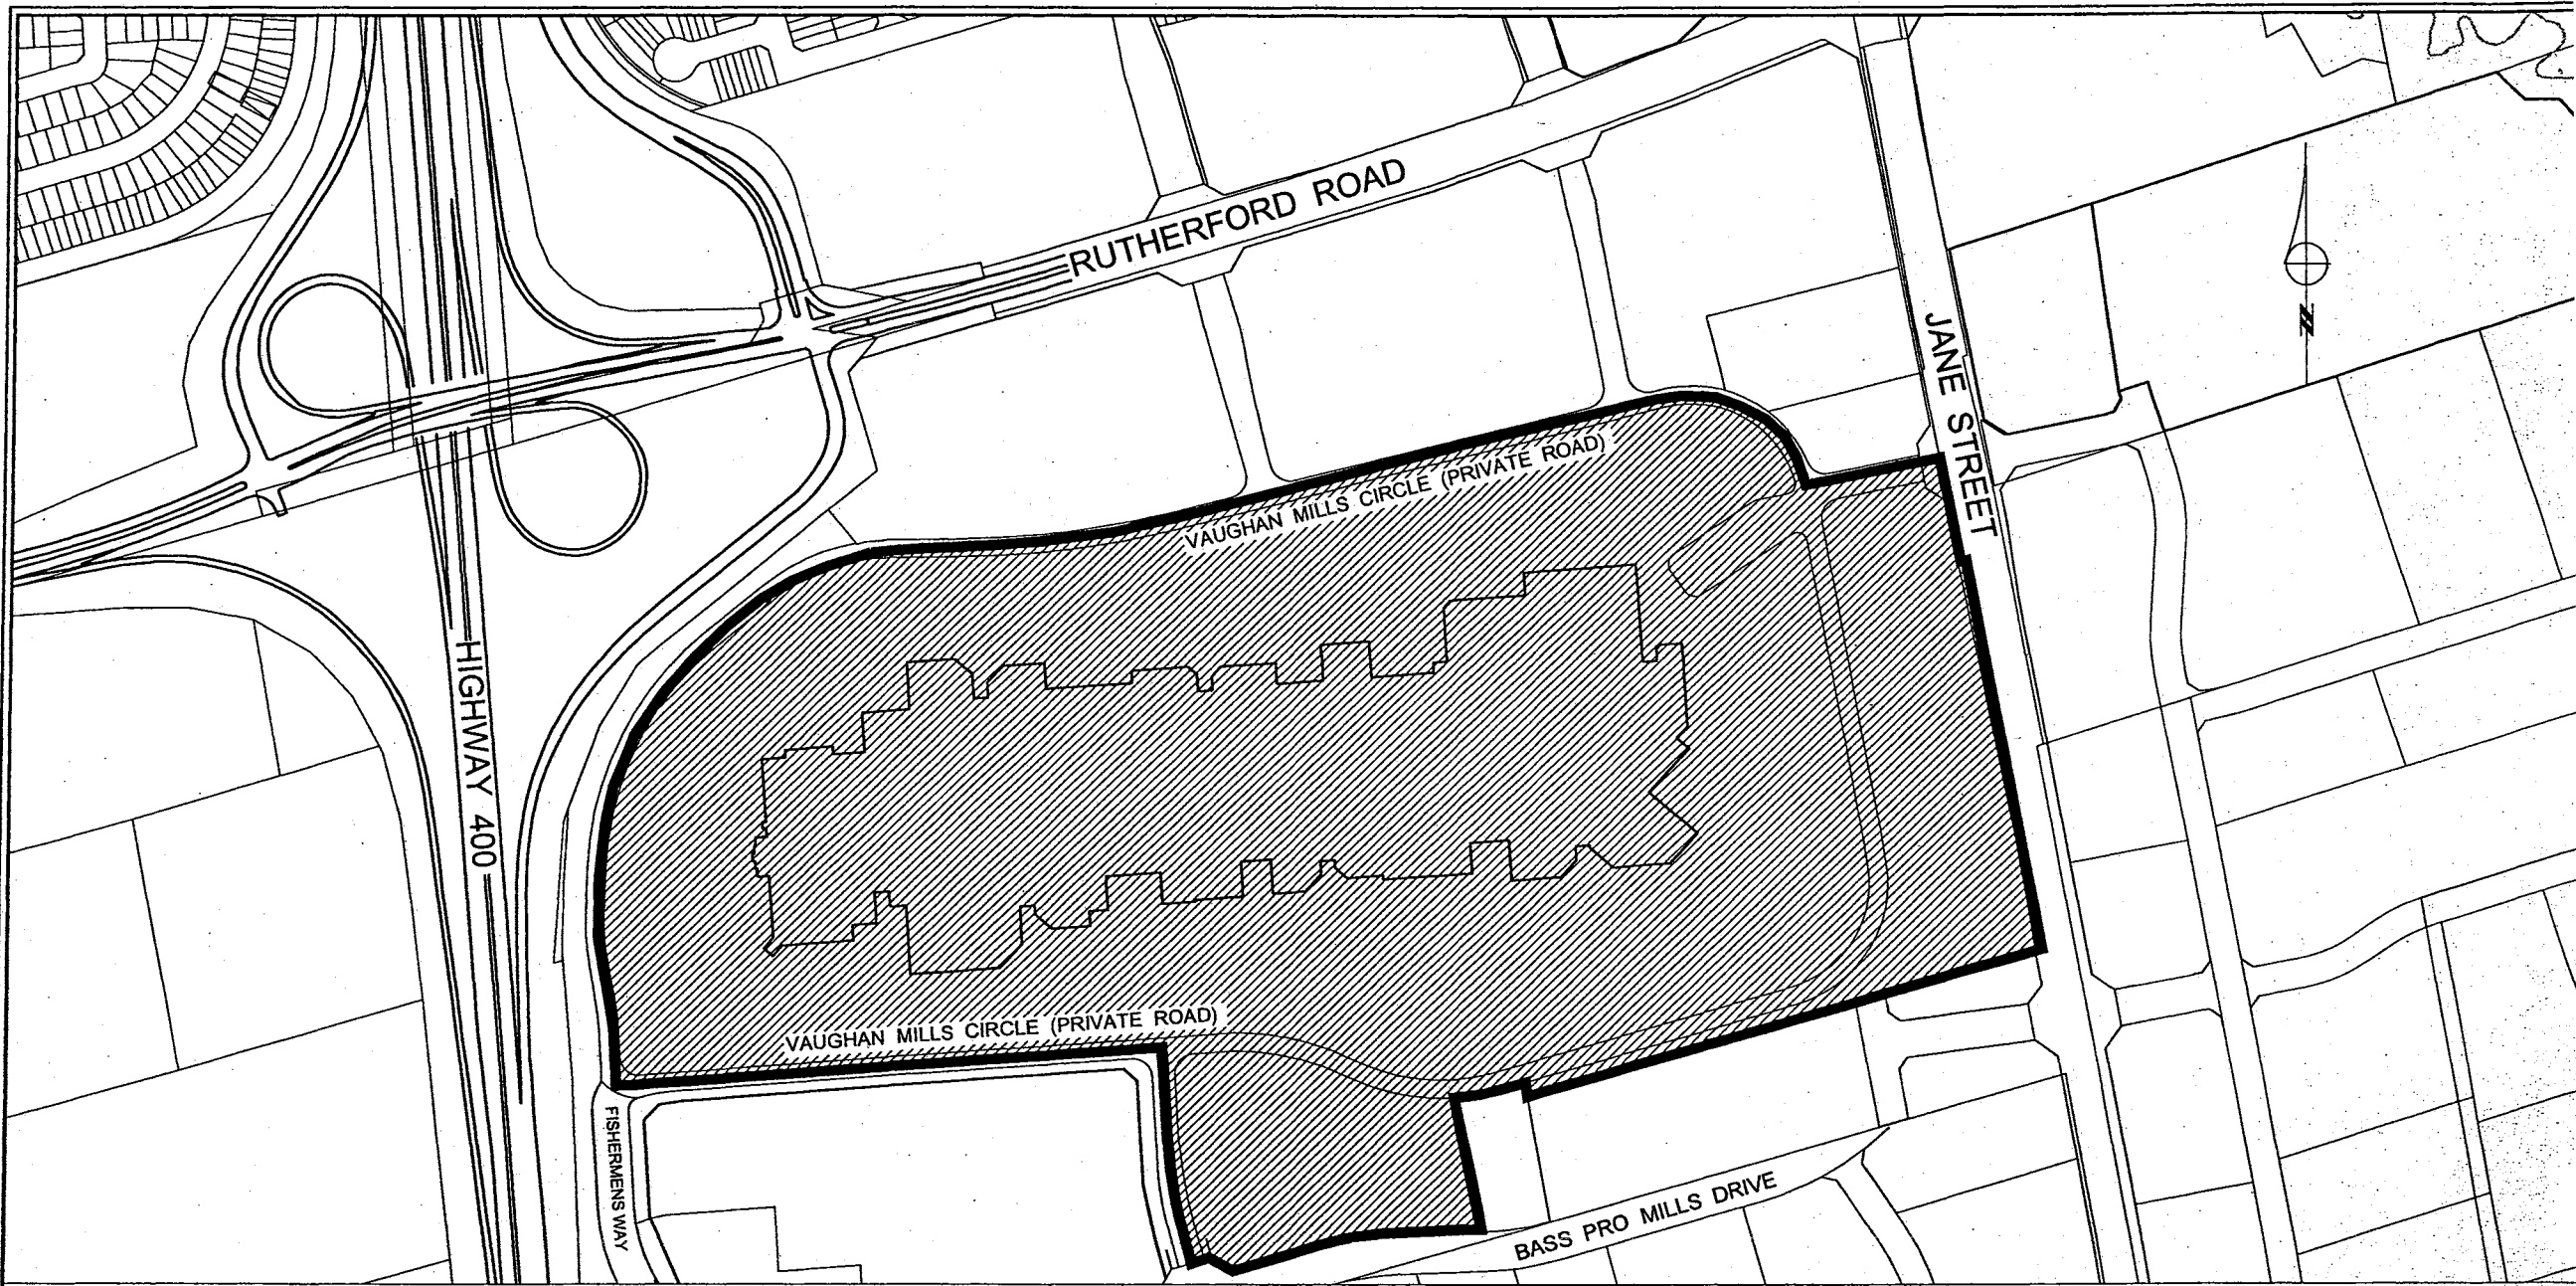 RUTHERFORD ROAD
JANE STREET
N
VAUGHAN MILLS CIRCLE (PRIVATE ROAD)
HIGHWAY 400
VAUGHAN MILLS CIRCLE (PRIVATE ROAD)
FISHERMENS WAY
BASS PRO MILLS DRIVE